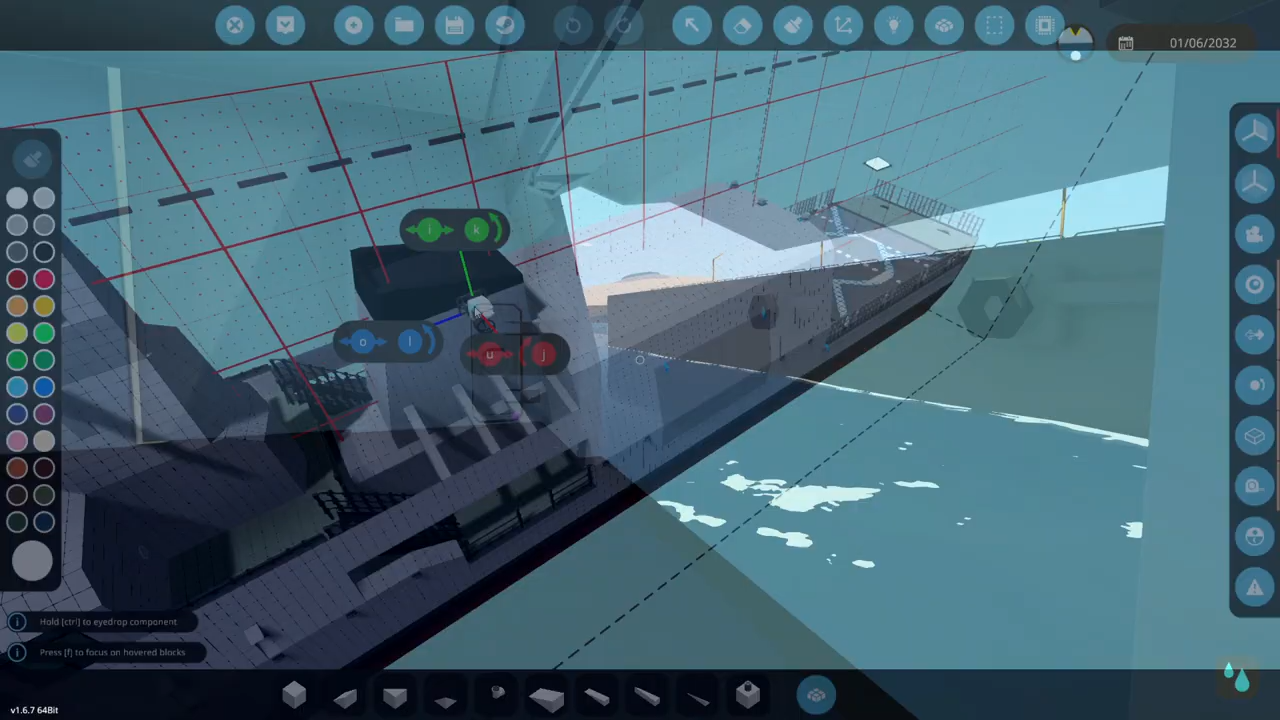 01/06/2032
i k
o l
u j
Hold [ctrl] to eyedrop component
Press [f] to focus on hovered blocks
v1.6.7 64Bit